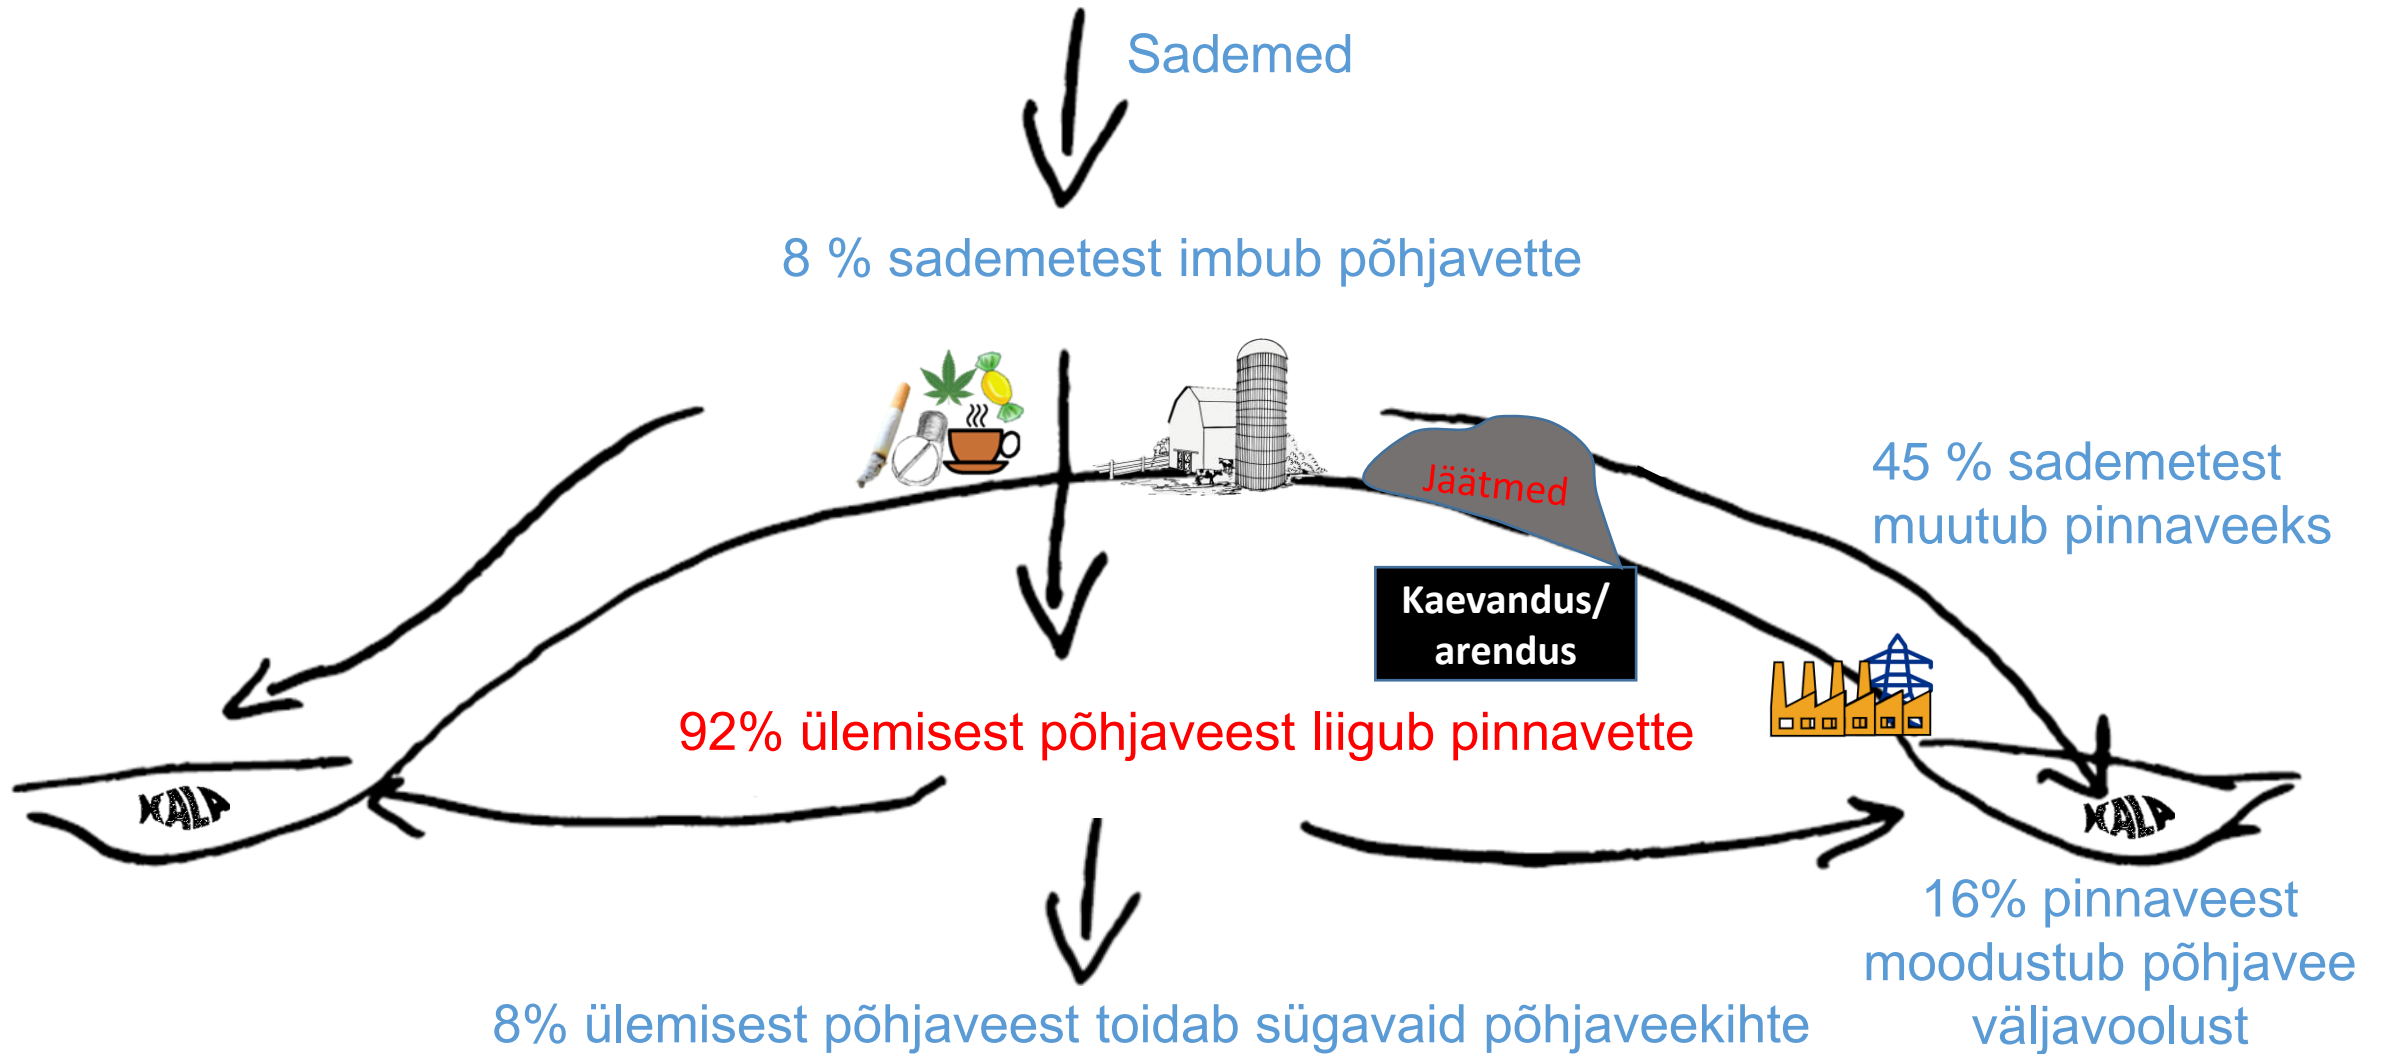 Sademed
8 % sademetest imbub põhjavette
45 % sademetest
muutub pinnaveeks
Jäätmed
Kaevandus/
arendus
92% ülemisest põhjaveest liigub pinnavette
KALA
KALA
16% pinnaveest
moodustub põhjavee
väljavoolust
8% ülemisest põhjaveest toidab sügavaid põhjaveekihte